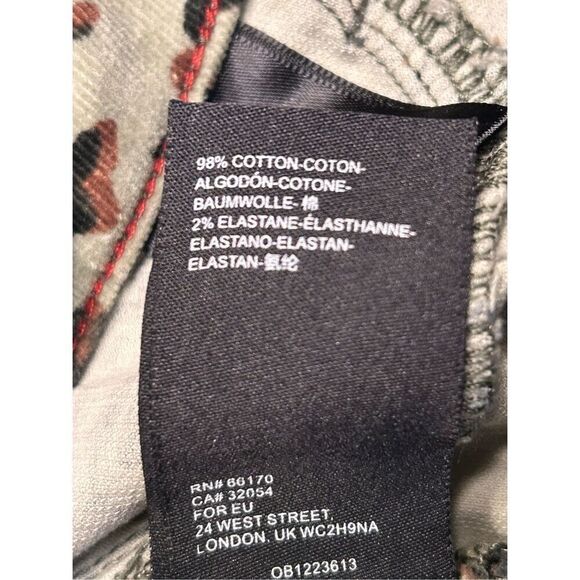 98% COTTON-COTON-
ALGODÓN-COTONE-
BAUMWOLLE- 棉
2% ELASTANE-ÉLASTHANNE-
ELASTANO-ELASTAN-
ELASTAN-氨纶
RN# 66170
CA# 32054
FOR EU
24 WEST STREET,
LONDON, UK WC2H9NA
OB1223613